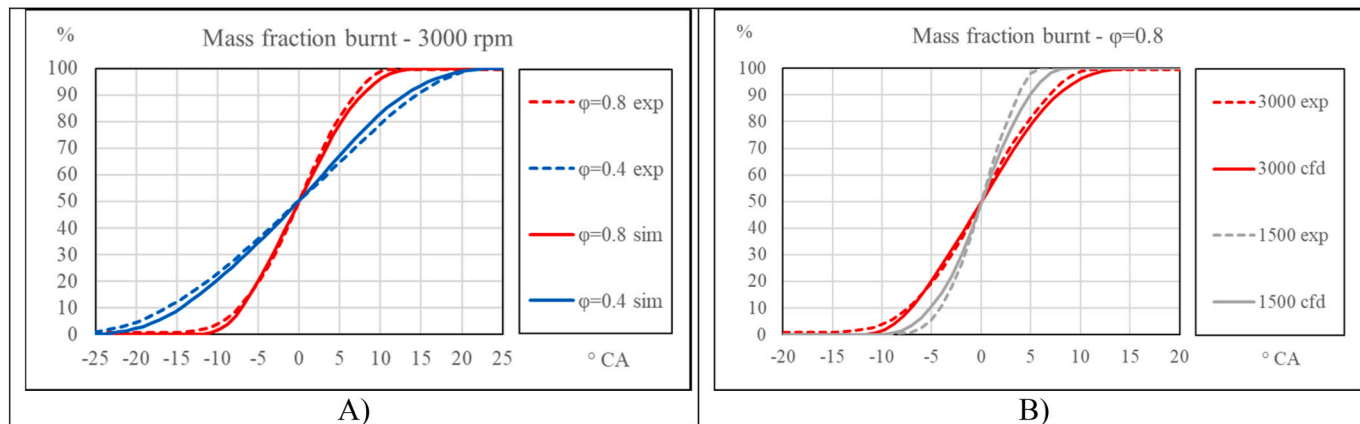 % Mass fraction burnt - 3000 rpm
100
90
80
70
60
50
40
30
20
10
0
-25 -20 -15 -10 -5 0 5 10 15 20 25
° CA
φ=0.8 exp
φ=0.4 exp
φ=0.8 sim
φ=0.4 sim
A)
% Mass fraction burnt - φ=0.8
100
90
80
70
60
50
40
30
20
10
0
-20 -15 -10 -5 0 5 10 15 20
° CA
3000 exp
3000 cfd
1500 exp
1500 cfd
B)